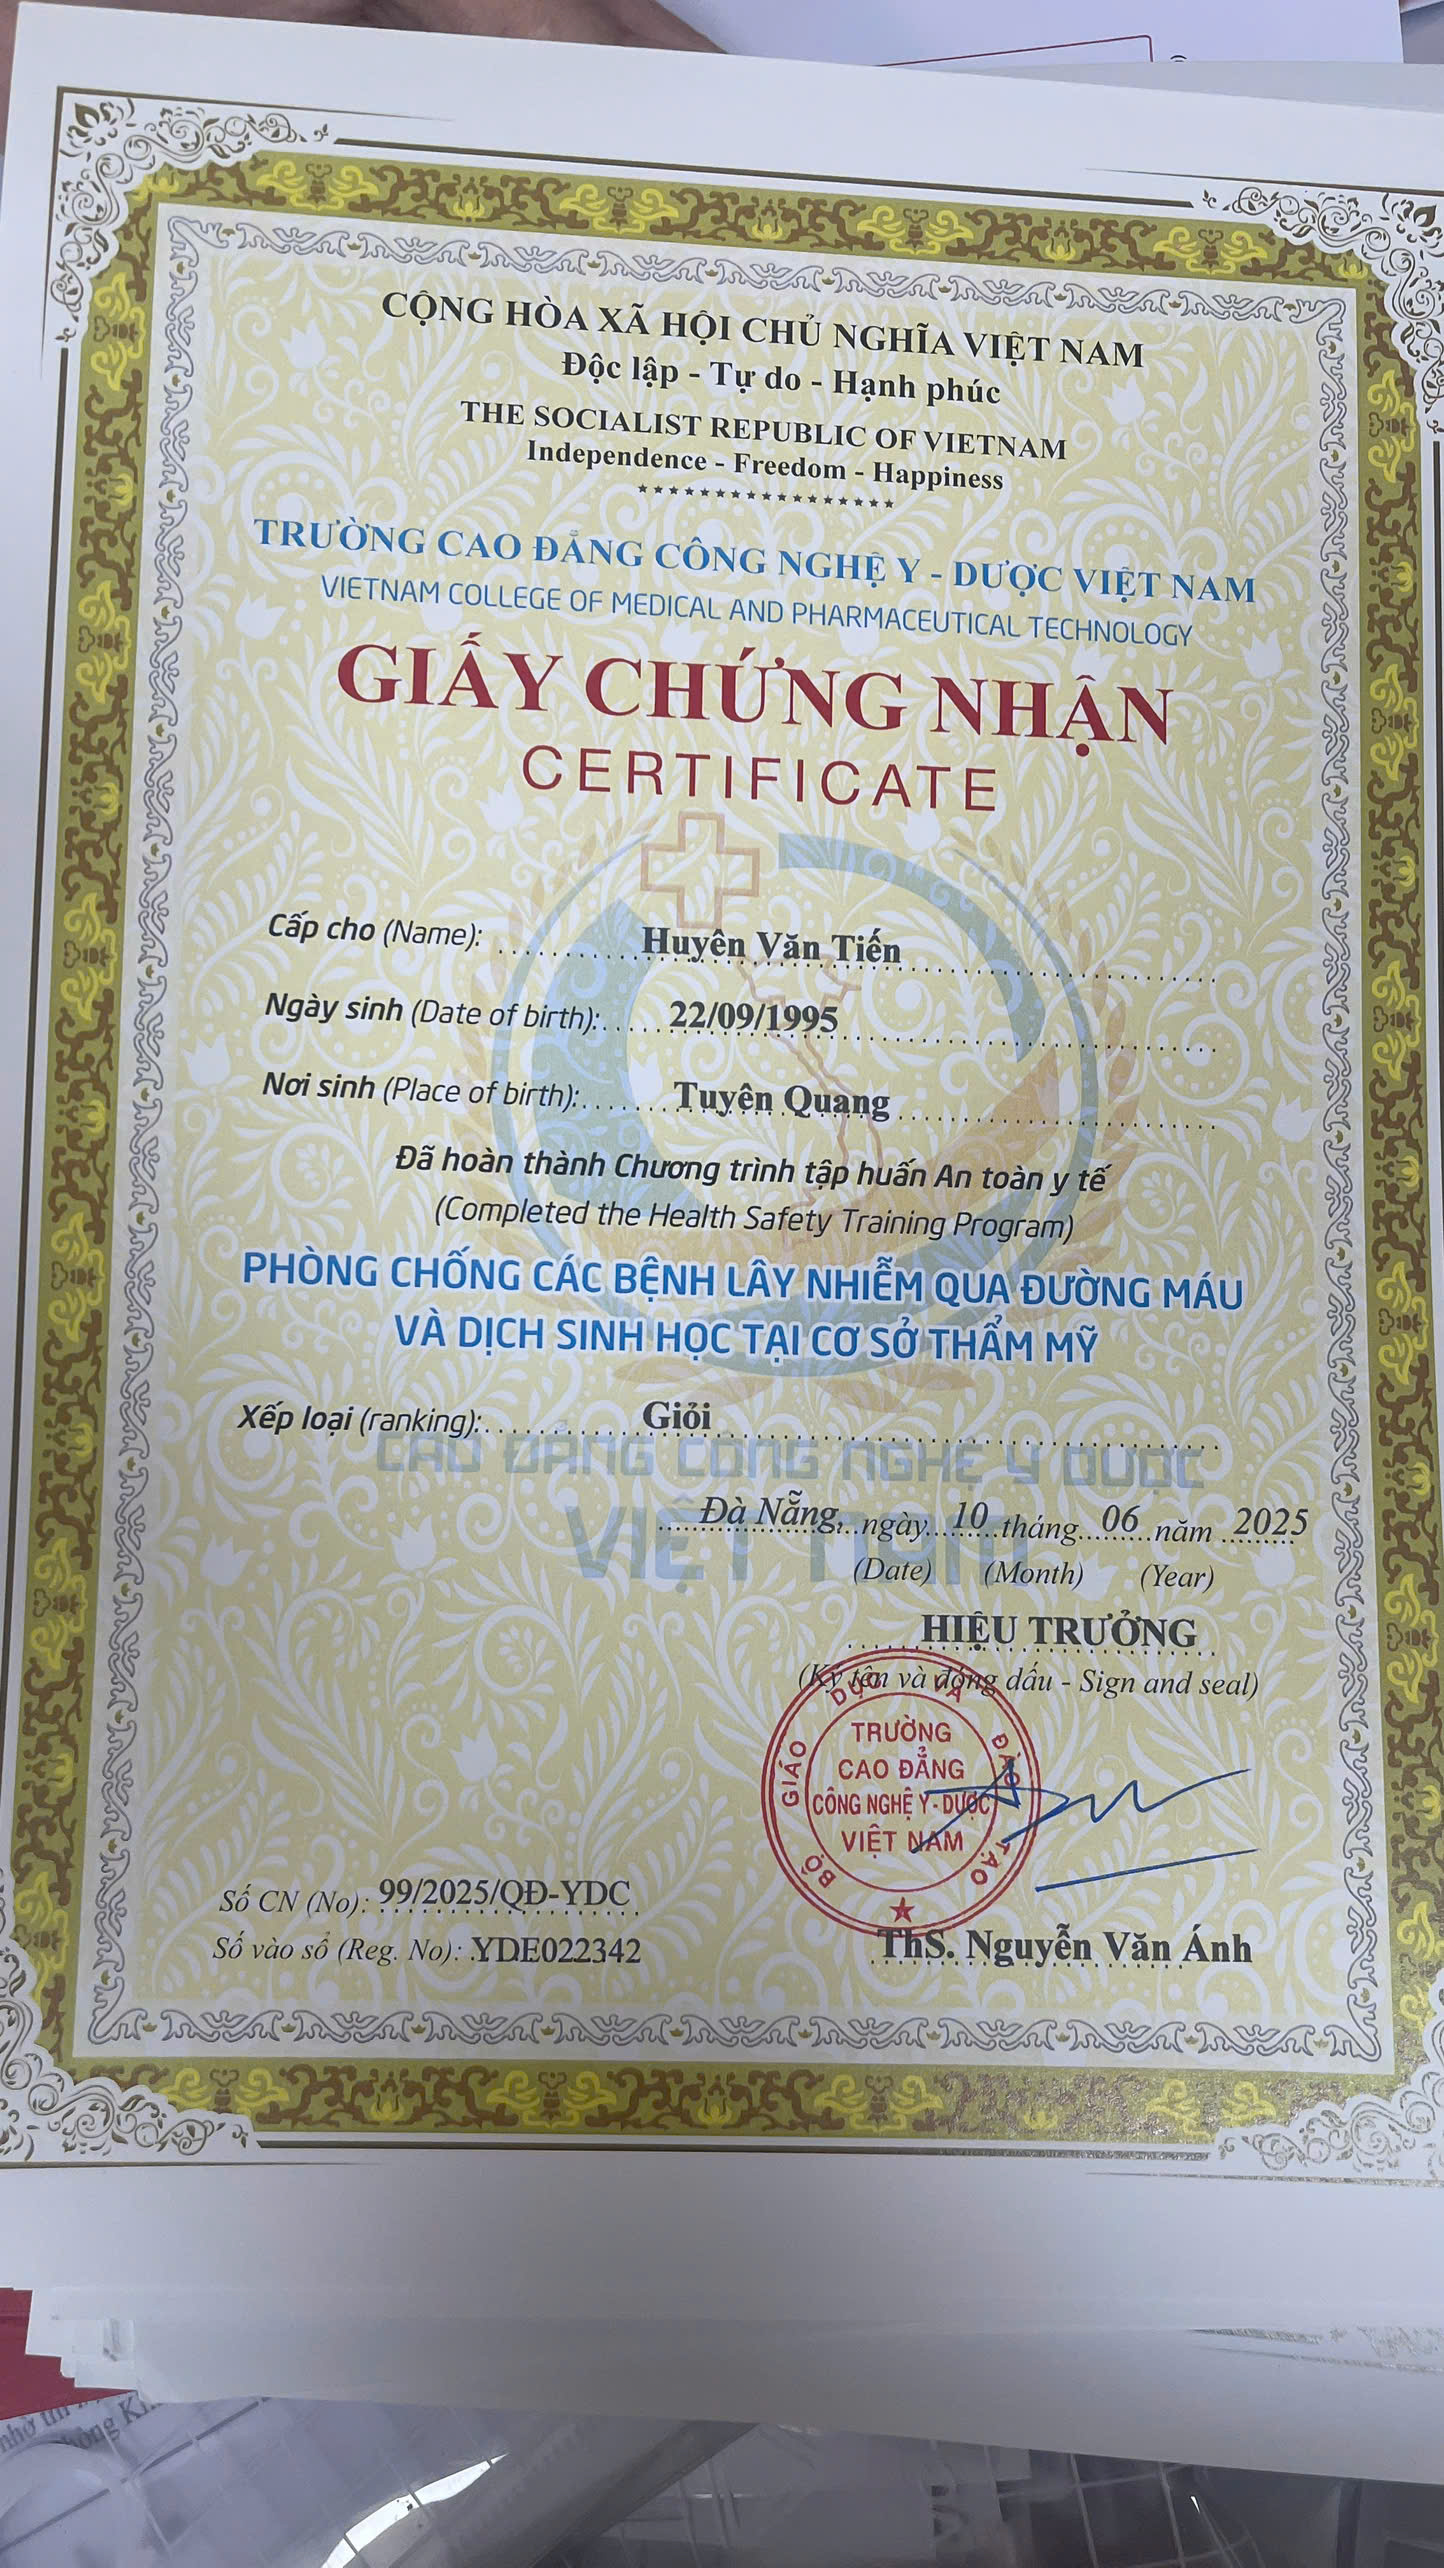 CỘNG HÒA XÃ HỘI CHỦ NGHĨA VIỆT NAM
Độc lập - Tự do - Hạnh phúc
THE SOCIALIST REPUBLIC OF VIETNAM
Independence - Freedom - Happiness
TRƯỜNG CAO ĐẲNG CÔNG NGHỆ Y - DƯỢC VIỆT NAM
VIETNAM COLLEGE OF MEDICAL AND PHARMACEUTICAL TECHNOLOGY
GIẤY CHỨNG NHẬN
CERTIFICATE
Cấp cho (Name): Huyên Văn Tiến
Ngày sinh (Date of birth): 22/09/1995
Nơi sinh (Place of birth): Tuyên Quang
Đã hoàn thành Chương trình tập huấn An toàn y tế
(Completed the Health Safety Training Program)
PHÒNG CHỐNG CÁC BỆNH LÂY NHIỄM QUA ĐƯỜNG MÁU
VÀ DỊCH SINH HỌC TẠI CƠ SỞ THẨM MỸ
Xếp loại (ranking): Giỏi
CAO ĐẲNG CÔNG NGHỆ Y DƯỢC
VIỆT NAM
Đà Nẵng, ngày 10 tháng 06 năm 2025
(Date) (Month) (Year)
HIỆU TRƯỞNG
(Ký tên và đóng dấu - Sign and seal)
BỘ GIÁO DỤC VÀ ĐÀO TẠO
TRƯỜNG
CAO ĐẲNG
CÔNG NGHỆ Y - DƯỢC
VIỆT NAM
Số CN (No): 99/2025/QĐ-YDC
Số vào sổ (Reg. No): YDE022342
ThS. Nguyễn Văn Ánh